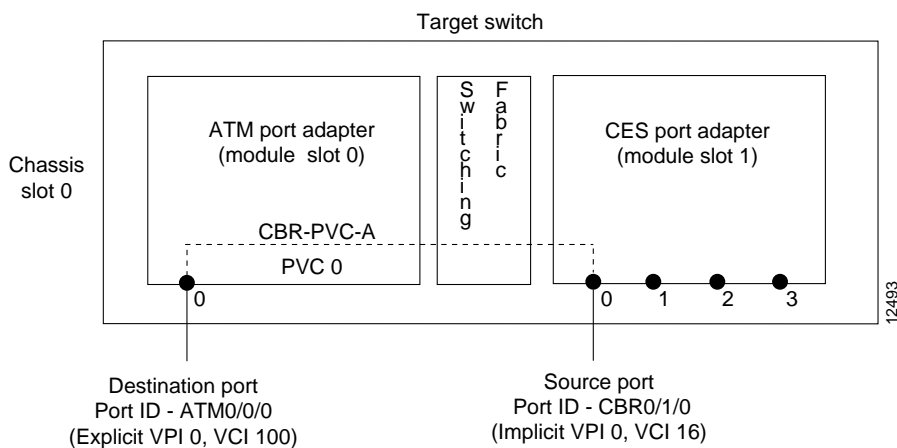 Target switch
Chassis
slot 0
ATM port adapter
(module slot 0)
Switching
Fabric
CES port adapter
(module slot 1)
CBR-PVC-A
PVC 0
0
0
1
2
3
12493
Destination port
Port ID - ATM0/0/0
(Explicit VPI 0, VCI 100)
Source port
Port ID - CBR0/1/0
(Implicit VPI 0, VCI 16)